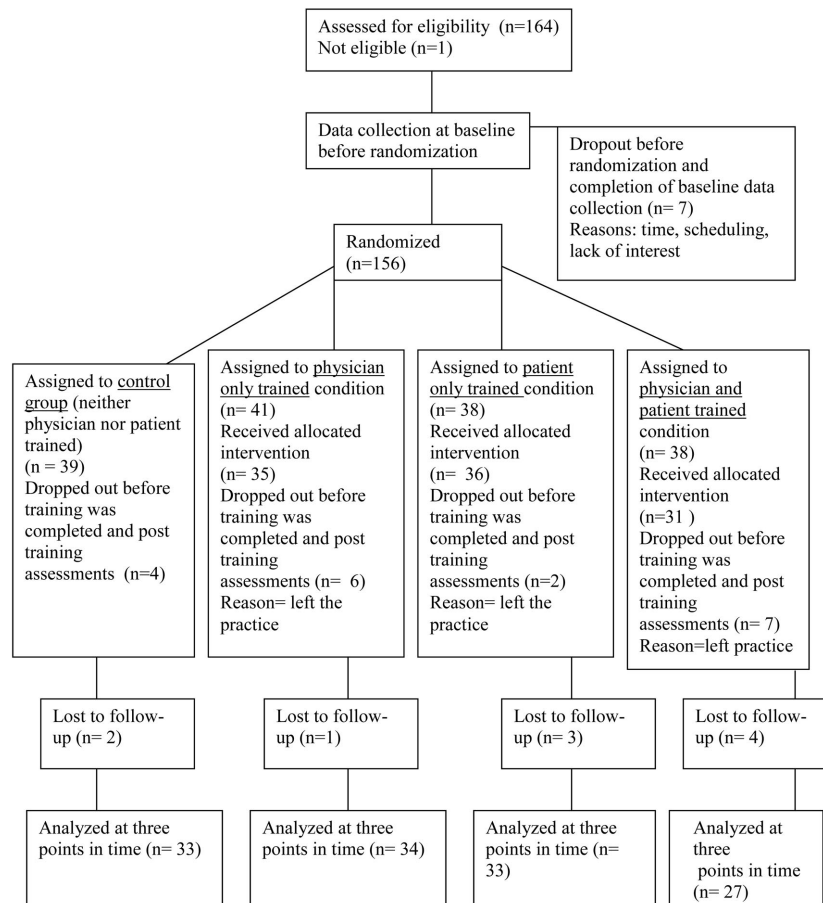 Assessed for eligibility (n=164)
Not eligible (n=1)
Data collection at baseline
before randomization
Dropout before
randomization and
completion of baseline data
collection (n= 7)
Reasons: time, scheduling,
lack of interest
Randomized
(n=156)
Assigned to control
group (neither
physician nor patient
trained)
(n = 39)
Dropped out before
training was
completed and post
training
assessments (n=4)
Assigned to physician
only trained condition
(n= 41)
Received allocated
intervention
(n= 35)
Dropped out before
training was
completed and post
training
assessments (n= 6)
Reason= left the
practice
Assigned to patient
only trained condition
(n= 38)
Received allocated
intervention
(n= 36)
Dropped out before
training was
completed and post
training
assessments (n=2)
Reason= left the
practice
Assigned to
physician and
patient trained
condition
(n= 38)
Received allocated
intervention
(n=31 )
Dropped out before
training was
completed and post
training
assessments (n= 7)
Reason=left practice
Lost to follow-
up (n= 2)
Lost to follow-
up (n=1)
Lost to follow-
up (n= 3)
Lost to follow-
up (n= 4)
Analyzed at three
points in time (n= 33)
Analyzed at three
points in time (n= 34)
Analyzed at three
points in time (n=
33)
Analyzed at
three
points in time
(n= 27)